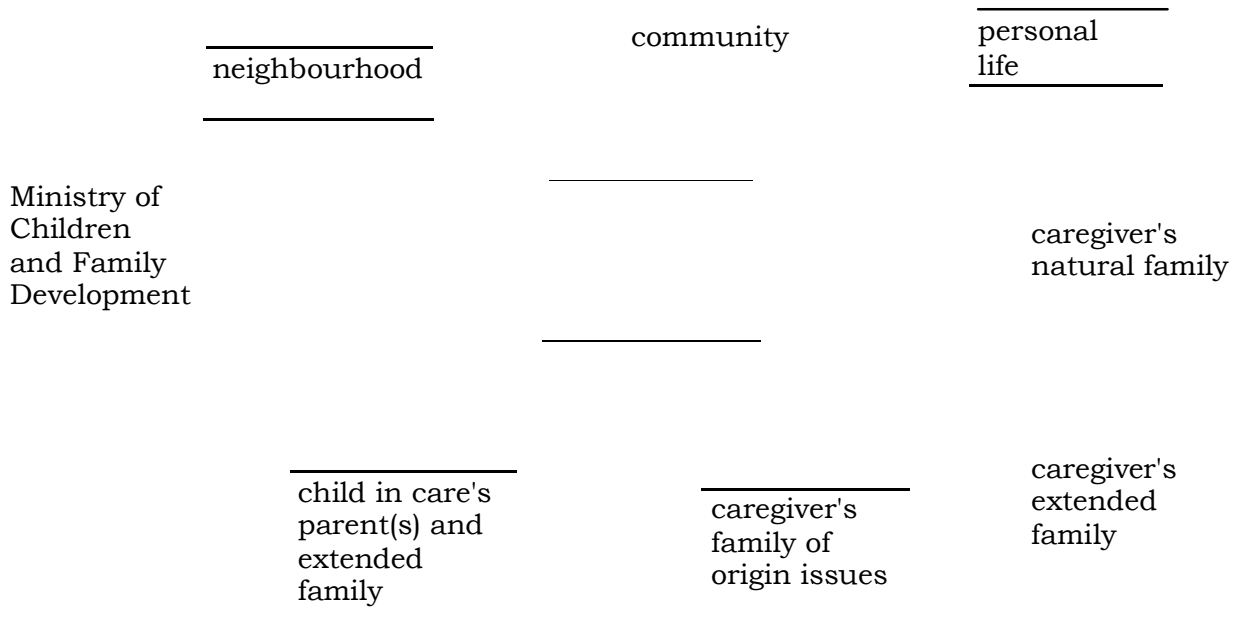 neighbourhood
community
personal
life
Ministry of
Children
and Family
Development
caregiver's
natural family
child in care's
parent(s) and
extended
family
caregiver's
family of
origin issues
caregiver's
extended
family